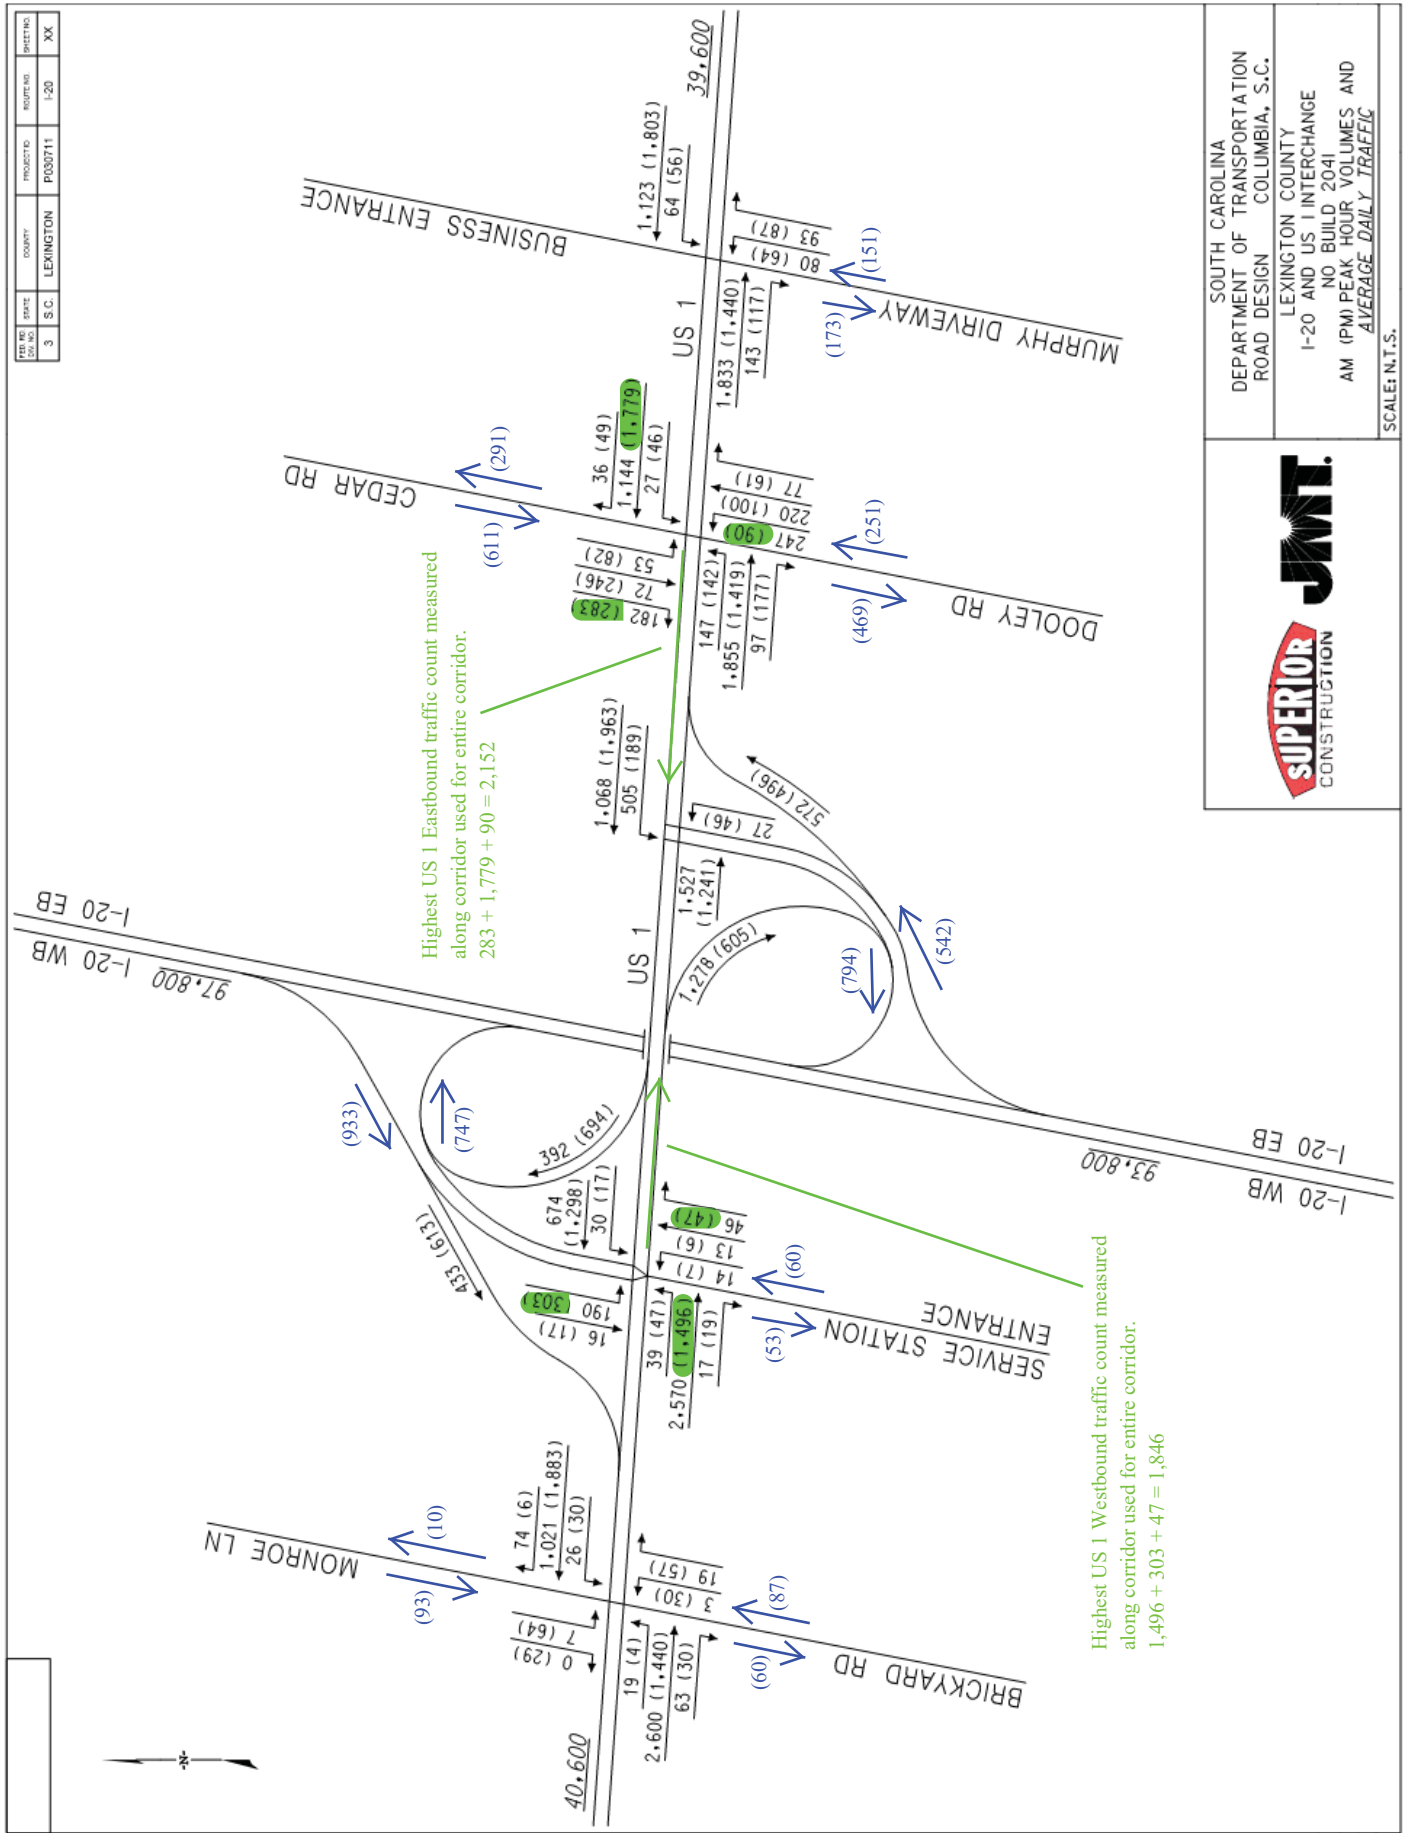 FED. RD. DIV. NO.
STATE
COUNTY
PROJECT ID
ROUTE NO.
SHEET NO.
3
S.C.
LEXINGTON
P030711
I-20
XX
-N-
40,600
MONROE LN
(93)
(10)
0 (29)
7 (64)
74 (6)
1,021 (1,883)
26 (30)
19 (4)
2,600 (1,440)
63 (30)
3 (30)
19 (57)
(60)
(87)
BRICKYARD RD
433 (613)
(933)
(747)
392 (694)
16 (17)
190 (303)
674
(1,298)
30 (17)
39 (47)
2,570 (1,496)
17 (19)
14 (7)
13 (6)
46 (47)
(53)
(60)
SERVICE STATION
ENTRANCE
Highest US 1 Westbound traffic count measured
along corridor used for entire corridor.
1,496 + 303 + 47 = 1,846
I-20 WB
I-20 EB
97,800
US 1
1,278 (605)
(794)
(542)
93,800
I-20 WB
I-20 EB
1,527
(1,241)
27 (46)
572 (496)
1,068 (1,963)
505 (189)
Highest US 1 Eastbound traffic count measured
along corridor used for entire corridor.
283 + 1,779 + 90 = 2,152
CEDAR RD
(611)
(291)
182 (283)
72 (246)
53 (82)
36 (49)
1,144 (1,779)
27 (46)
147 (142)
1,855 (1,419)
97 (177)
247 (90)
220 (100)
77 (61)
(469)
(251)
DOOLEY RD
US 1
BUSINESS ENTRANCE
1,123 (1,803)
64 (56)
1,833 (1,440)
143 (117)
80 (64)
93 (87)
(173)
(151)
MURPHY DIRVEWAY
39,600
SUPERIOR
CONSTRUCTION
JMT.
SOUTH CAROLINA
DEPARTMENT OF TRANSPORTATION
ROAD DESIGN COLUMBIA, S.C.
LEXINGTON COUNTY
I-20 AND US 1 INTERCHANGE
NO BUILD 2041
AM (PM) PEAK HOUR VOLUMES AND
AVERAGE DAILY TRAFFIC
SCALE: N.T.S.